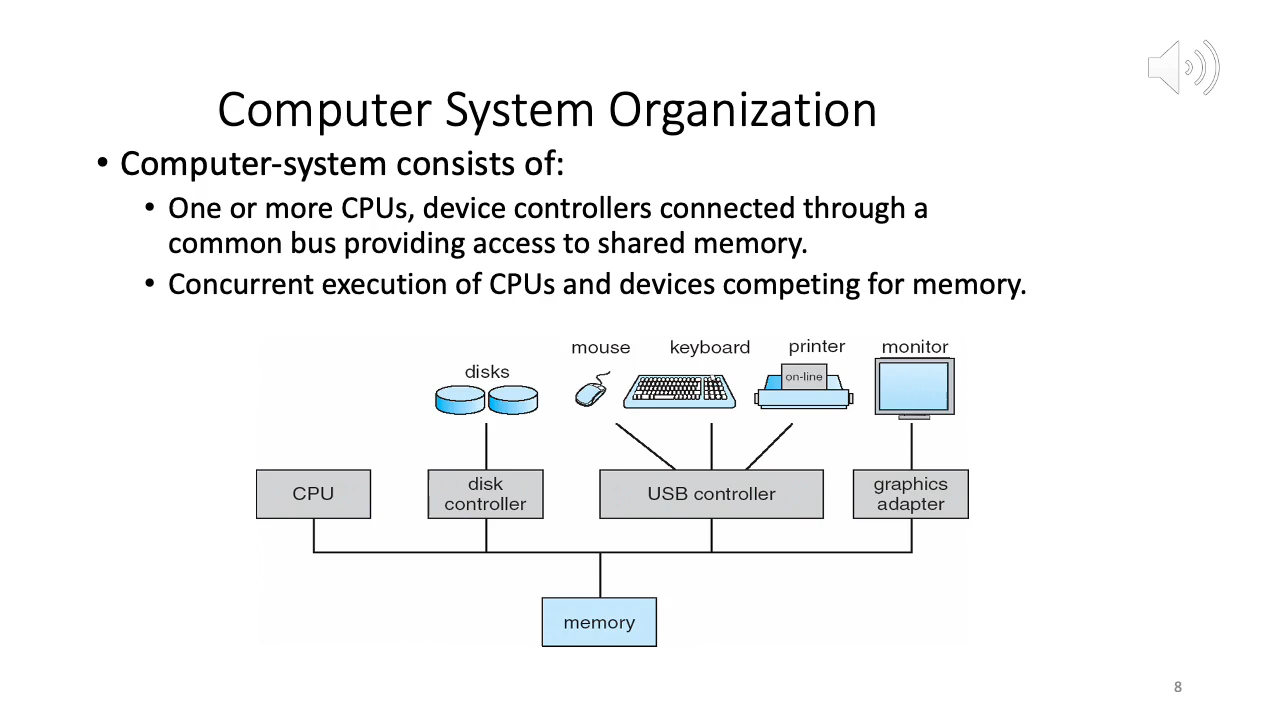 Computer System Organization
• Computer-system consists of:
• One or more CPUs, device controllers connected through a
common bus providing access to shared memory.
• Concurrent execution of CPUs and devices competing for memory.
mouse
keyboard
printer
monitor
disks
on-line
CPU
disk
controller
USB controller
graphics
adapter
memory
8